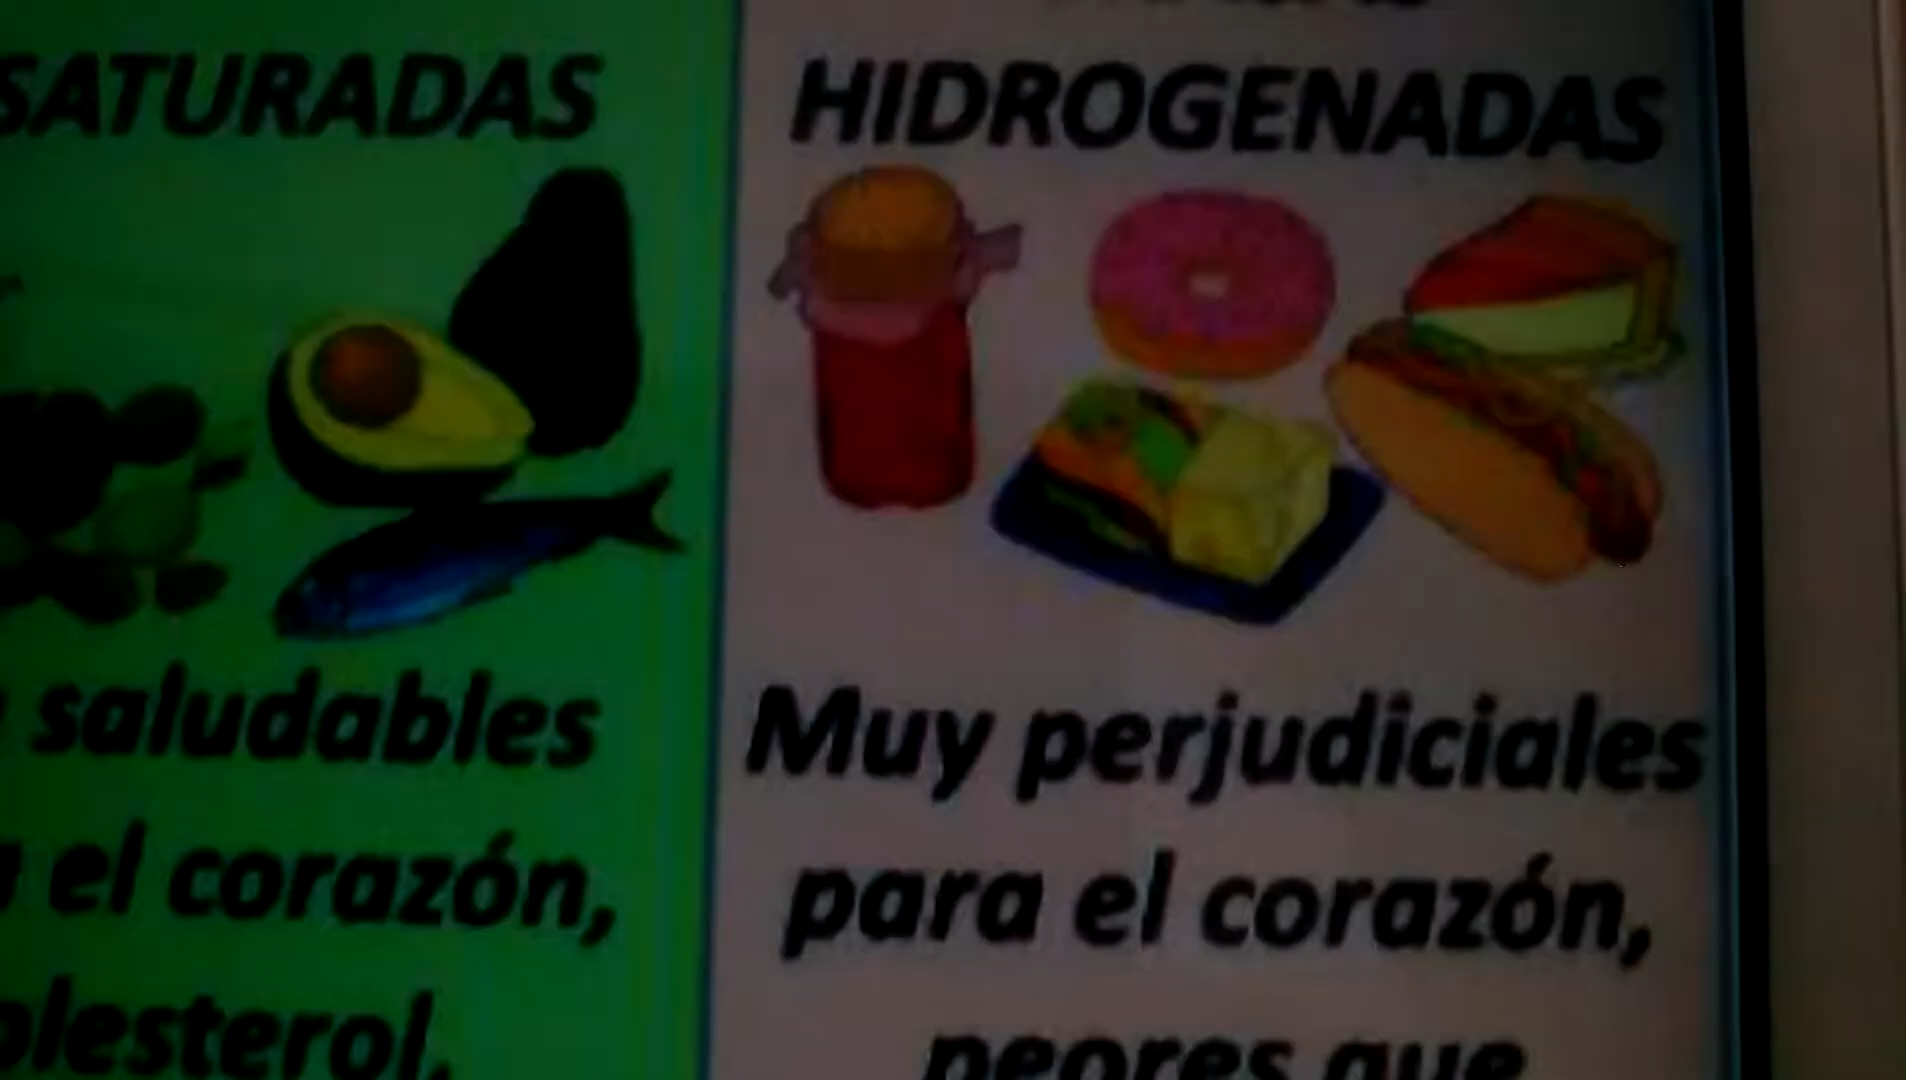 SATURADAS
saludables
el corazón,
olesterol.
HIDROGENADAS
Muy perjudiciales
para el corazón,
peores que